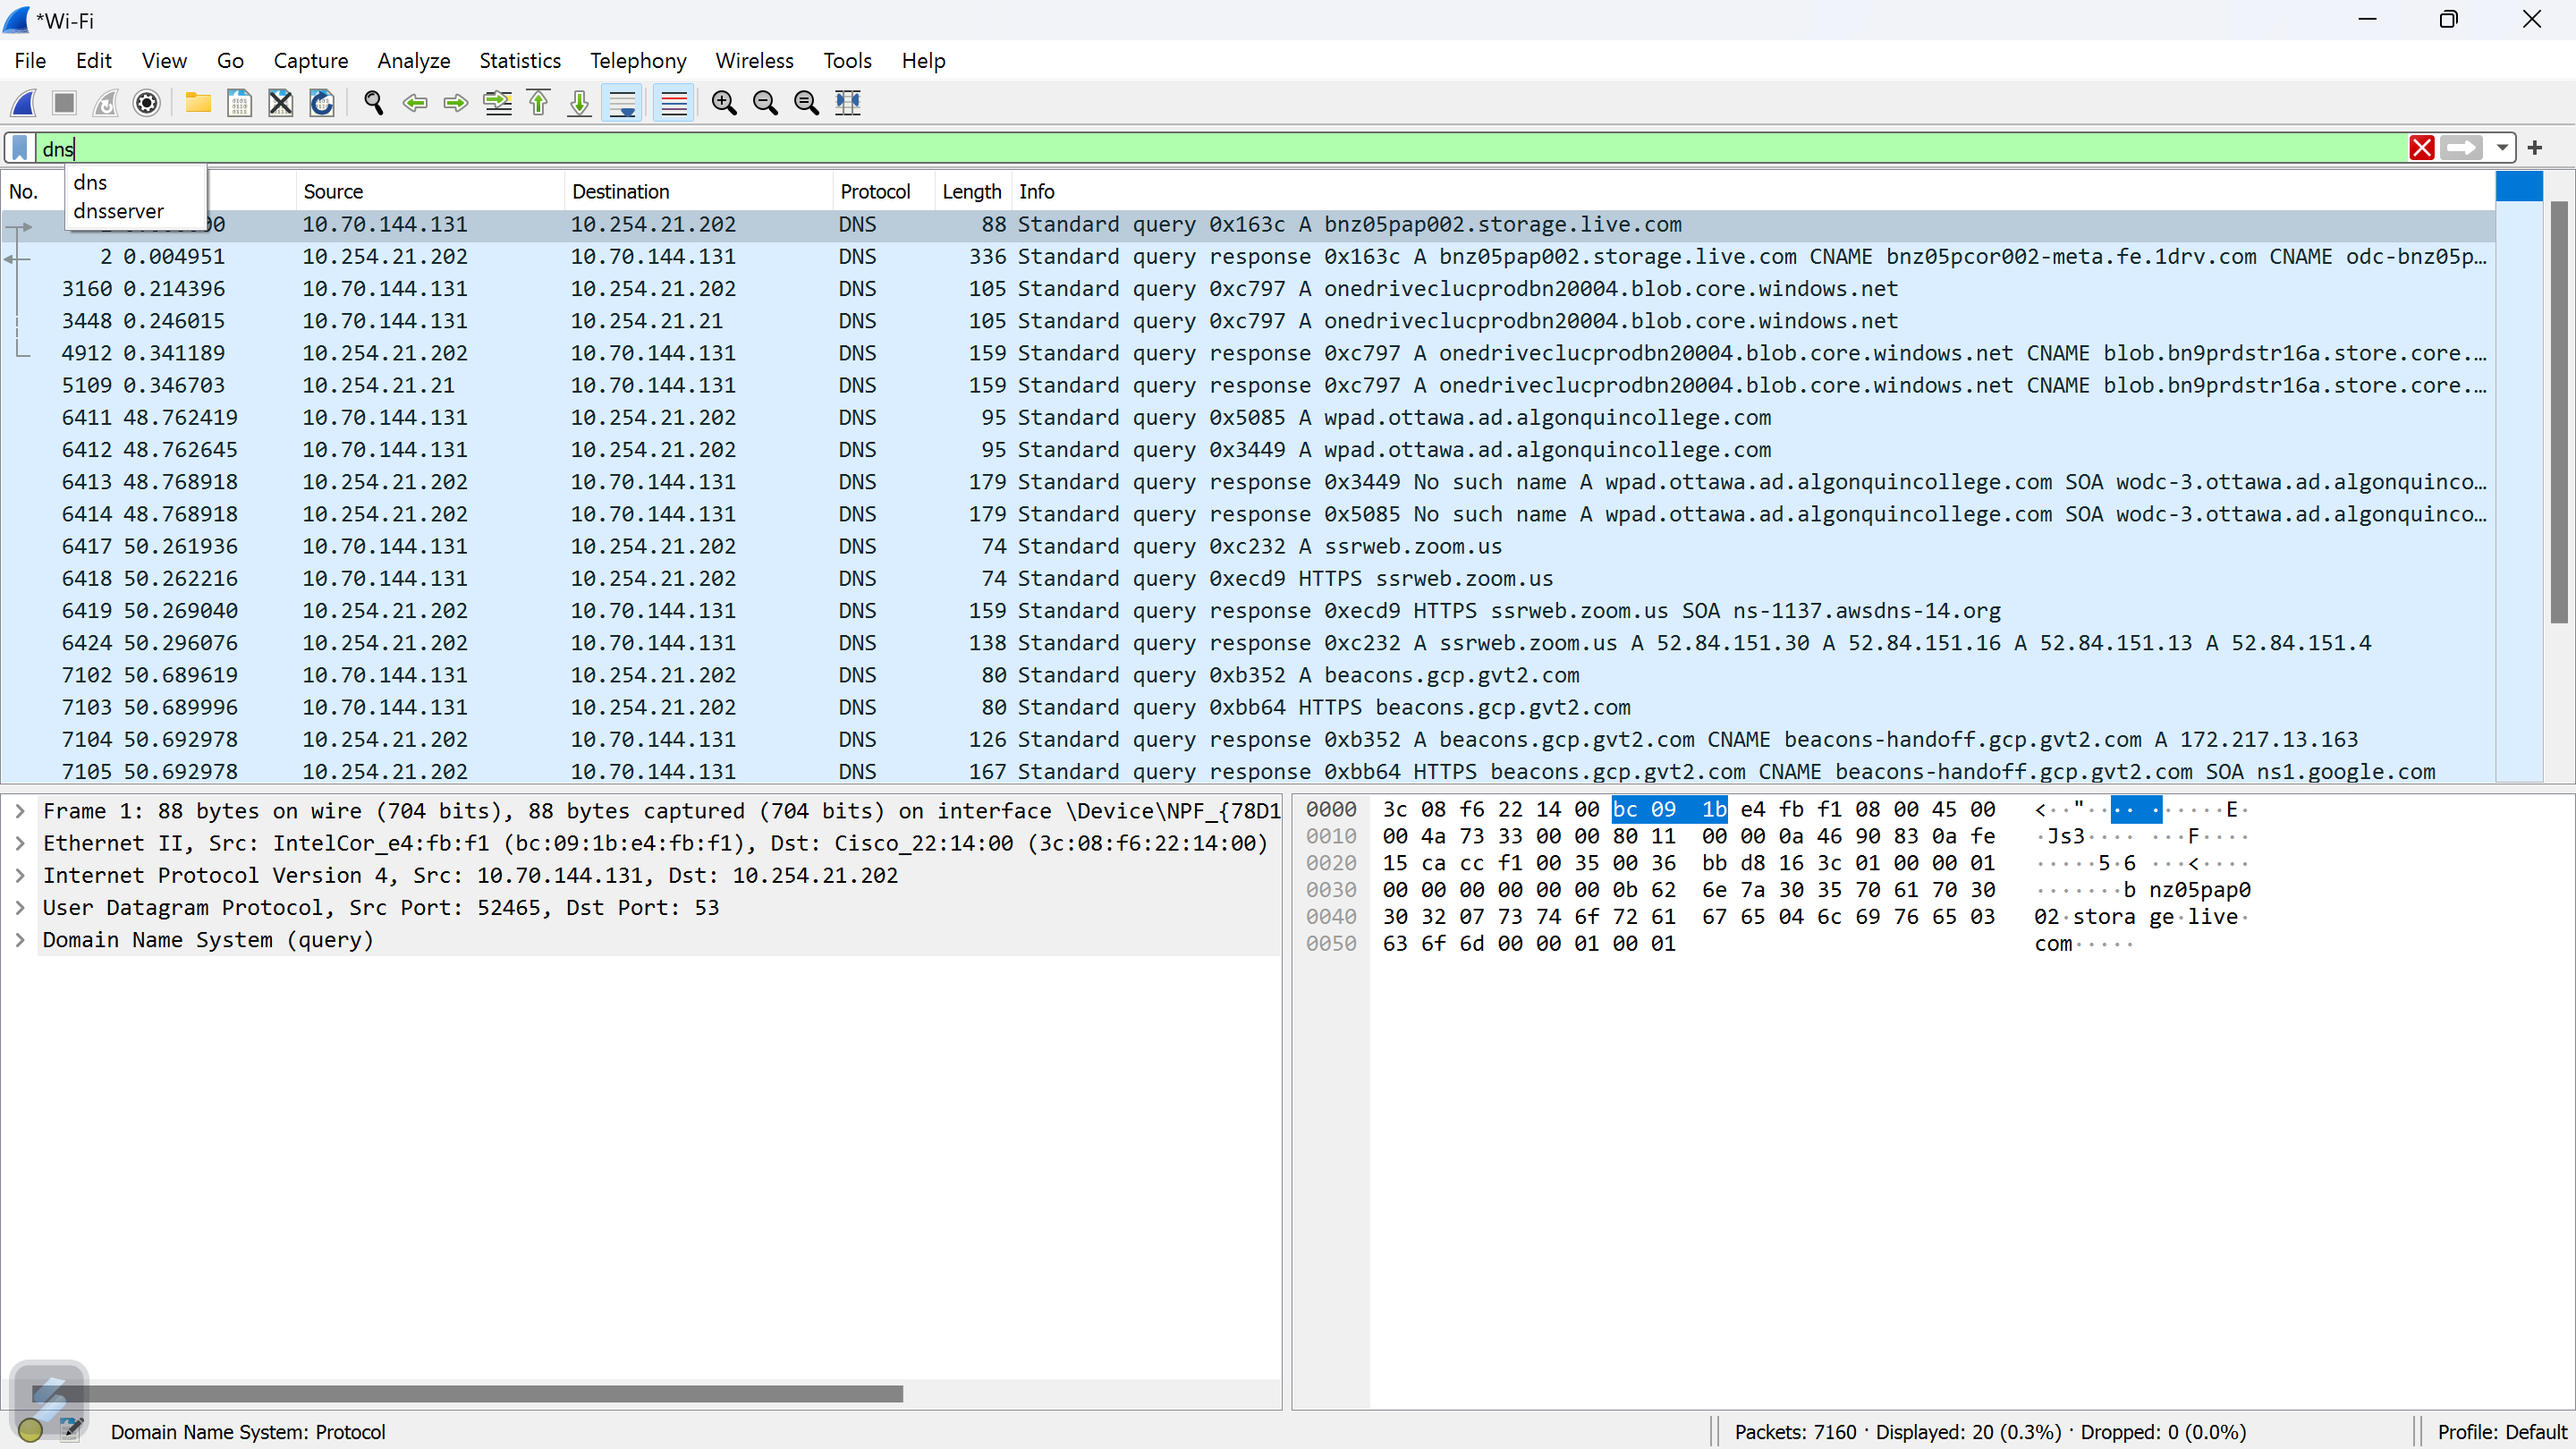 *Wi-Fi
File Edit View Go Capture Analyze Statistics Telephony Wireless Tools Help
dns
dns
dnsserver
No. Source Destination Protocol Length Info
10.70.144.131 10.254.21.202 DNS 88 Standard query 0x163c A bnz05pap002.storage.live.com
2 0.004951 10.254.21.202 10.70.144.131 DNS 336 Standard query response 0x163c A bnz05pap002.storage.live.com CNAME bnz05pcor002-meta.fe.1drv.com CNAME odc-bnz05p…
3160 0.214396 10.70.144.131 10.254.21.202 DNS 105 Standard query 0xc797 A onedriveclucprodbn20004.blob.core.windows.net
3448 0.246015 10.70.144.131 10.254.21.21 DNS 105 Standard query 0xc797 A onedriveclucprodbn20004.blob.core.windows.net
4912 0.341189 10.254.21.202 10.70.144.131 DNS 159 Standard query response 0xc797 A onedriveclucprodbn20004.blob.core.windows.net CNAME blob.bn9prdstr16a.store.core.…
5109 0.346703 10.254.21.21 10.70.144.131 DNS 159 Standard query response 0xc797 A onedriveclucprodbn20004.blob.core.windows.net CNAME blob.bn9prdstr16a.store.core.…
6411 48.762419 10.70.144.131 10.254.21.202 DNS 95 Standard query 0x5085 A wpad.ottawa.ad.algonquincollege.com
6412 48.762645 10.70.144.131 10.254.21.202 DNS 95 Standard query 0x3449 A wpad.ottawa.ad.algonquincollege.com
6413 48.768918 10.254.21.202 10.70.144.131 DNS 179 Standard query response 0x3449 No such name A wpad.ottawa.ad.algonquincollege.com SOA wodc-3.ottawa.ad.algonquinco…
6414 48.768918 10.254.21.202 10.70.144.131 DNS 179 Standard query response 0x5085 No such name A wpad.ottawa.ad.algonquincollege.com SOA wodc-3.ottawa.ad.algonquinco…
6417 50.261936 10.70.144.131 10.254.21.202 DNS 74 Standard query 0xc232 A ssrweb.zoom.us
6418 50.262216 10.70.144.131 10.254.21.202 DNS 74 Standard query 0xecd9 HTTPS ssrweb.zoom.us
6419 50.269040 10.254.21.202 10.70.144.131 DNS 159 Standard query response 0xecd9 HTTPS ssrweb.zoom.us SOA ns-1137.awsdns-14.org
6424 50.296076 10.254.21.202 10.70.144.131 DNS 138 Standard query response 0xc232 A ssrweb.zoom.us A 52.84.151.30 A 52.84.151.16 A 52.84.151.13 A 52.84.151.4
7102 50.689619 10.70.144.131 10.254.21.202 DNS 80 Standard query 0xb352 A beacons.gcp.gvt2.com
7103 50.689996 10.70.144.131 10.254.21.202 DNS 80 Standard query 0xbb64 HTTPS beacons.gcp.gvt2.com
7104 50.692978 10.254.21.202 10.70.144.131 DNS 126 Standard query response 0xb352 A beacons.gcp.gvt2.com CNAME beacons-handoff.gcp.gvt2.com A 172.217.13.163
7105 50.692978 10.254.21.202 10.70.144.131 DNS 167 Standard query response 0xbb64 HTTPS beacons.gcp.gvt2.com CNAME beacons-handoff.gcp.gvt2.com SOA ns1.google.com
Frame 1: 88 bytes on wire (704 bits), 88 bytes captured (704 bits) on interface \Device\NPF_{78D1
Ethernet II, Src: IntelCor_e4:fb:f1 (bc:09:1b:e4:fb:f1), Dst: Cisco_22:14:00 (3c:08:f6:22:14:00)
Internet Protocol Version 4, Src: 10.70.144.131, Dst: 10.254.21.202
User Datagram Protocol, Src Port: 52465, Dst Port: 53
Domain Name System (query)
0000 3c 08 f6 22 14 00 bc 09 1b e4 fb f1 08 00 45 00 <··"·· ·· ······E·
0010 00 4a 73 33 00 00 80 11 00 00 0a 46 90 83 0a fe ·Js3···· ···F····
0020 15 ca cc f1 00 35 00 36 bb d8 16 3c 01 00 00 01 ·····5·6 ···<····
0030 00 00 00 00 00 00 0b 62 6e 7a 30 35 70 61 70 30 ·······b nz05pap0
0040 30 32 07 73 74 6f 72 61 67 65 04 6c 69 76 65 03 02·stora ge·live·
0050 63 6f 6d 00 00 01 00 01 com·····
Domain Name System: Protocol
Packets: 7160 · Displayed: 20 (0.3%) · Dropped: 0 (0.0%)
Profile: Default